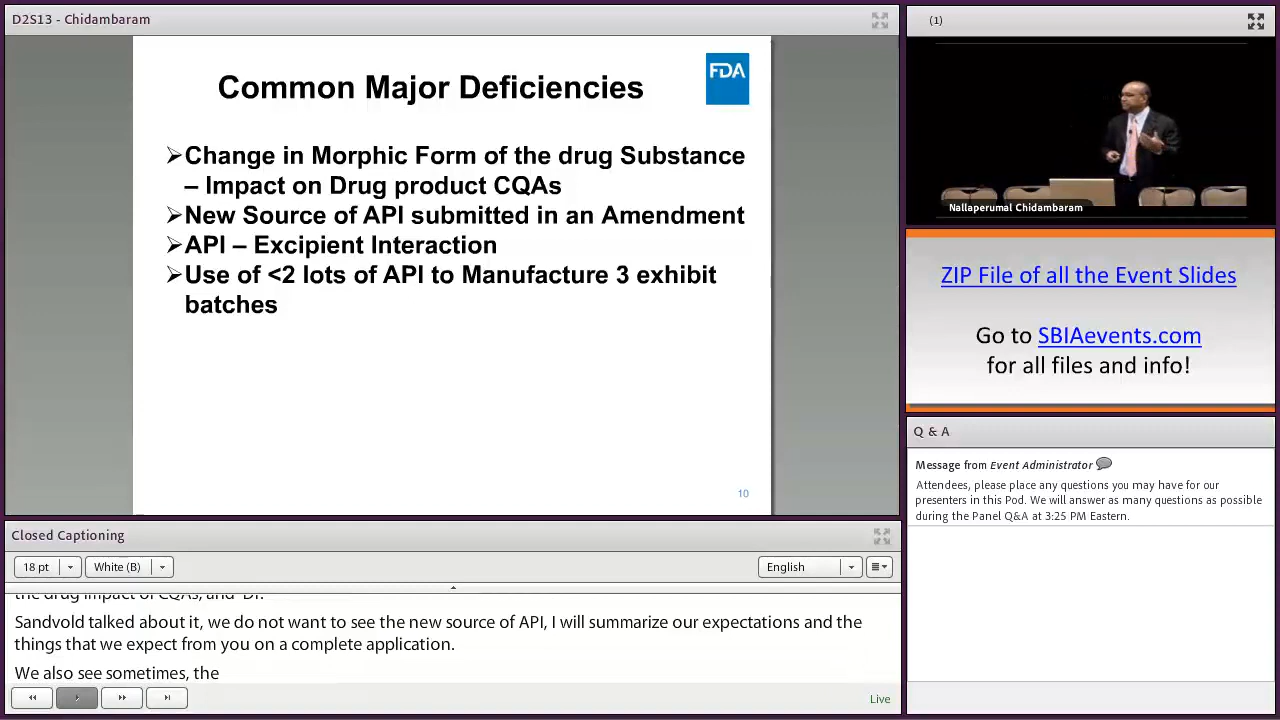 D2S13 - Chidambaram
FDA
Common Major Deficiencies
➢Change in Morphic Form of the drug Substance
– Impact on Drug product CQAs
➢New Source of API submitted in an Amendment
➢API – Excipient Interaction
➢Use of <2 lots of API to Manufacture 3 exhibit
batches
10
Closed Captioning
18 pt
White (B)
English
the drug impact of CQAs, and
Sandvold talked about it, we do not want to see the new source of API, I will summarize our expectations and the
things that we expect from you on a complete application.
We also see sometimes, the
Live
(1)
Nallaperumal Chidambaram
ZIP File of all the Event Slides
Go to SBIAevents.com
for all files and info!
Q & A
Message from Event Administrator
Attendees, please place any questions you may have for our
presenters in this Pod. We will answer as many questions as possible
during the Panel Q&A at 3:25 PM Eastern.